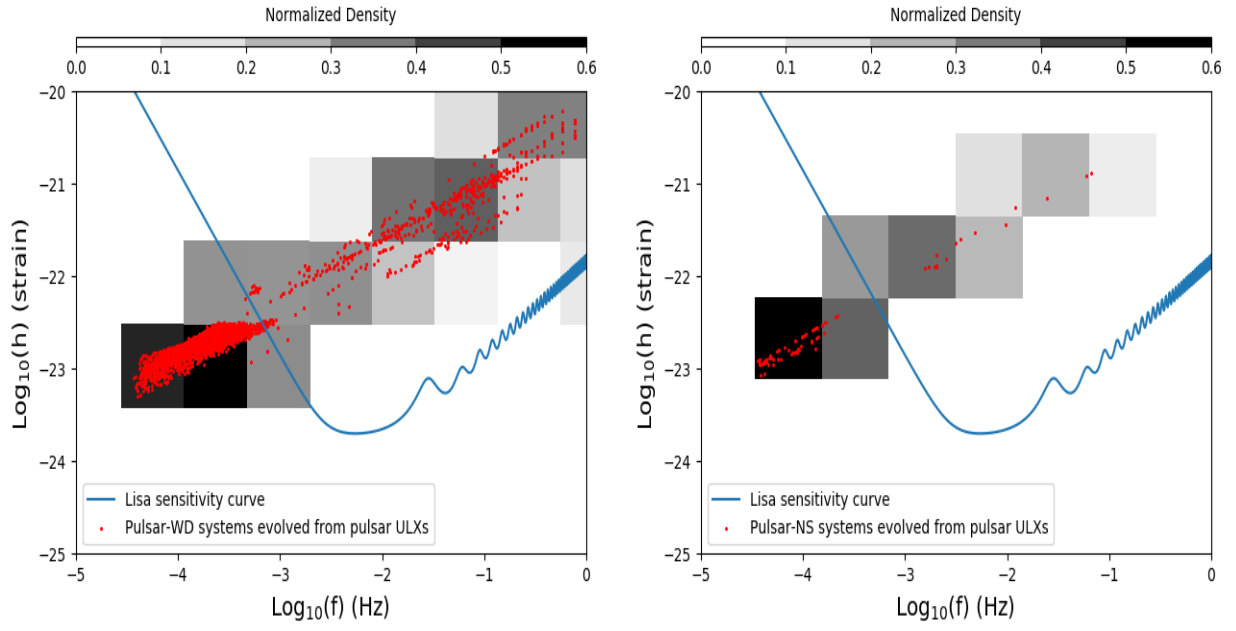 Normalized Density
0.0 0.1 0.2 0.3 0.4 0.5 0.6
−20
−21
−22
−23
−24
−25
Log₁₀(h) (strain)
Lisa sensitivity curve
Pulsar-WD systems evolved from pulsar ULXs
−5 −4 −3 −2 −1 0
Log₁₀(f) (Hz)
Normalized Density
0.0 0.1 0.2 0.3 0.4 0.5 0.6
−20
−21
−22
−23
−24
−25
Log₁₀(h) (strain)
Lisa sensitivity curve
Pulsar-NS systems evolved from pulsar ULXs
−5 −4 −3 −2 −1 0
Log₁₀(f) (Hz)